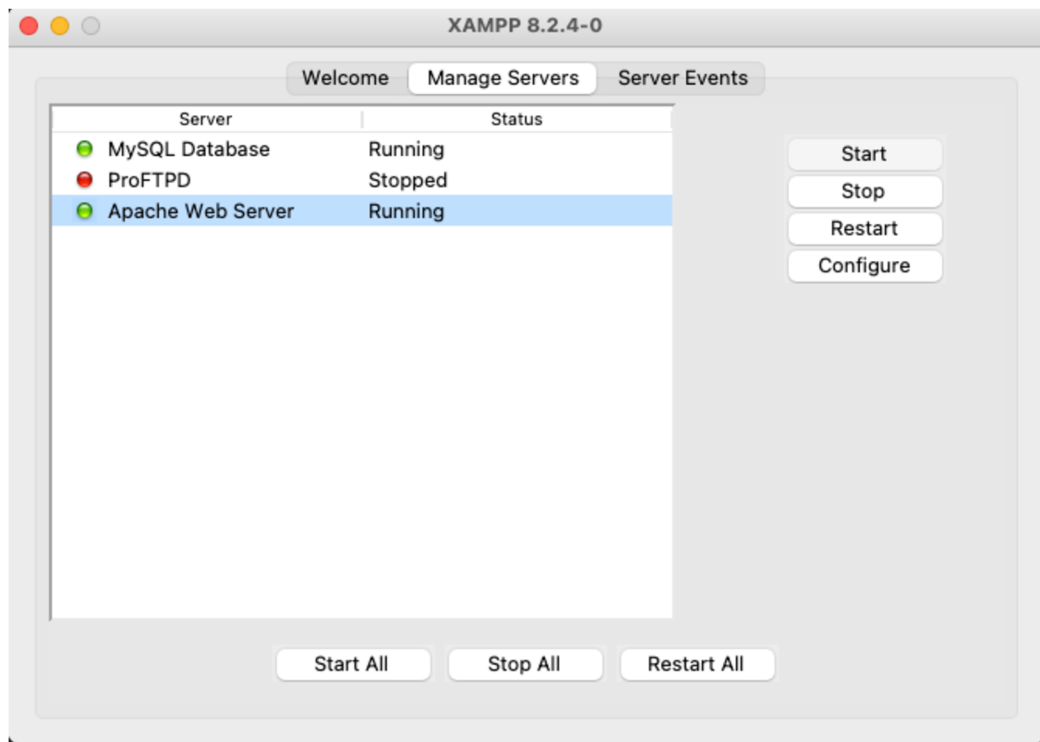 XAMPP 8.2.4-0
Welcome Manage Servers Server Events
Server Status
MySQL Database Running
ProFTPD Stopped
Apache Web Server Running
Start
Stop
Restart
Configure
Start All Stop All Restart All